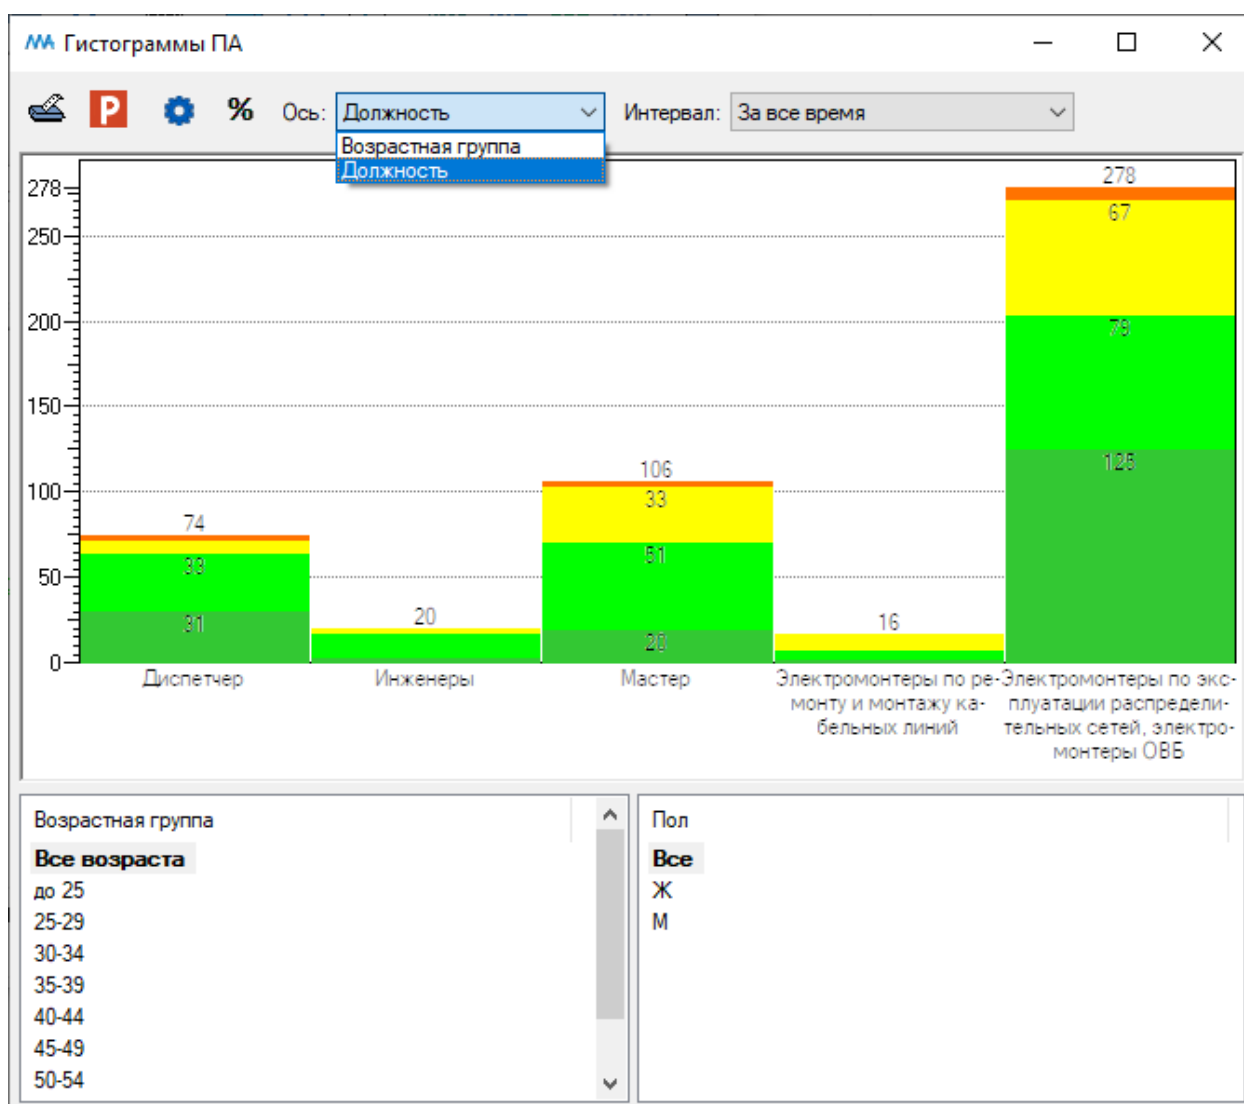 Гистограммы ПА
P % Ось: Должность Интервал: За все время
Возрастная группа
Должность
278
250
200
150
100
50
0
74
33
31
20
106
33
51
20
16
278
67
79
125
Диспетчер
Инженеры
Мастер
Электромонтеры по ре-
монту и монтажу ка-
бельных линий
Электромонтеры по экс-
плуатации распредели-
тельных сетей, электро-
монтеры ОВБ
Возрастная группа
Все возраста
до 25
25-29
30-34
35-39
40-44
45-49
50-54
Пол
Все
Ж
М